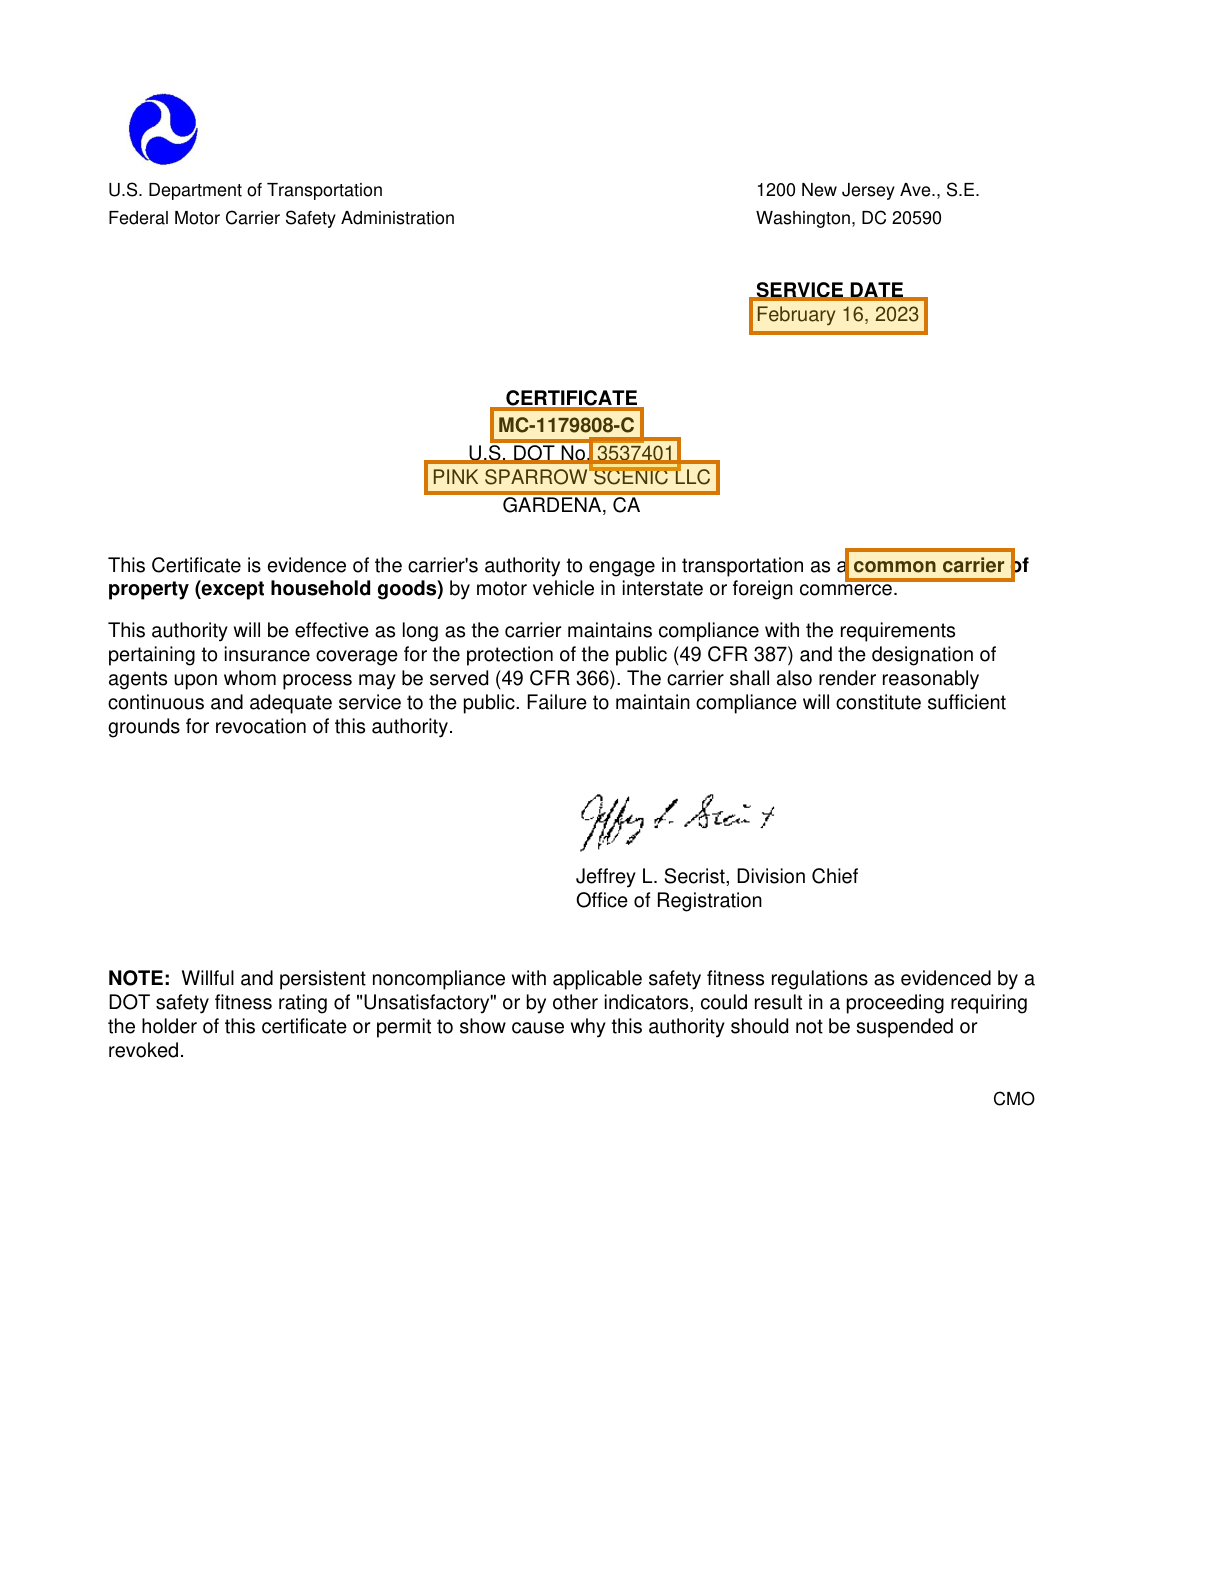 U.S. Department of Transportation
Federal Motor Carrier Safety Administration
1200 New Jersey Ave., S.E.
Washington, DC 20590
SERVICE DATE
February 16, 2023
CERTIFICATE
MC-1179808-C
U.S. DOT No. 3537401
PINK SPARROW SCENIC LLC
GARDENA, CA
This Certificate is evidence of the carrier's authority to engage in transportation as a common carrier of
property (except household goods) by motor vehicle in interstate or foreign commerce.
This authority will be effective as long as the carrier maintains compliance with the requirements
pertaining to insurance coverage for the protection of the public (49 CFR 387) and the designation of
agents upon whom process may be served (49 CFR 366). The carrier shall also render reasonably
continuous and adequate service to the public. Failure to maintain compliance will constitute sufficient
grounds for revocation of this authority.
Jeffrey L. Secrist
Jeffrey L. Secrist, Division Chief
Office of Registration
NOTE: Willful and persistent noncompliance with applicable safety fitness regulations as evidenced by a
DOT safety fitness rating of "Unsatisfactory" or by other indicators, could result in a proceeding requiring
the holder of this certificate or permit to show cause why this authority should not be suspended or
revoked.
CMO